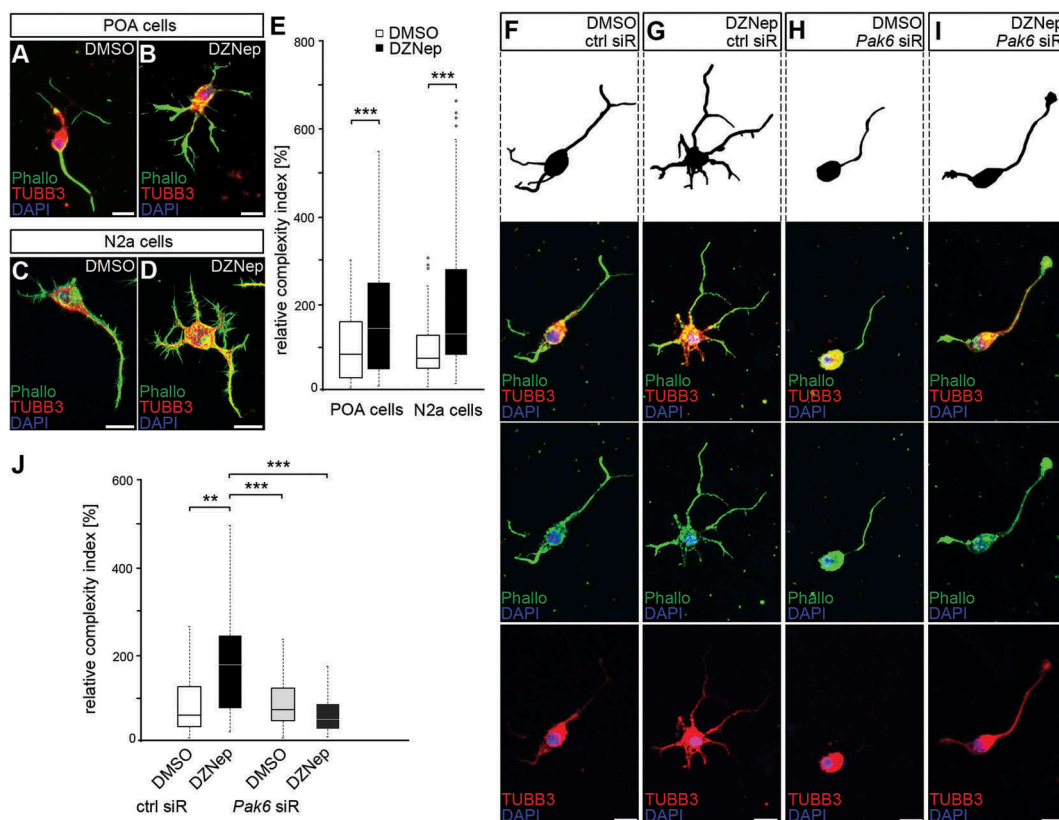 POA cells
A
DMSO
Phallo
TUBB3
DAPI
B
DZNep
Phallo
TUBB3
DAPI
N2a cells
C
DMSO
Phallo
TUBB3
DAPI
D
DZNep
Phallo
TUBB3
DAPI
E
DMSO
DZNep
***
***
relative complexity index [%]
800
600
400
200
0
POA cells
N2a cells
F
DMSO
ctrl siR
G
DZNep
ctrl siR
H
DMSO
Pak6 siR
I
DZNep
Pak6 siR
Phallo
TUBB3
DAPI
Phallo
TUBB3
DAPI
Phallo
TUBB3
DAPI
Phallo
TUBB3
DAPI
Phallo
DAPI
Phallo
DAPI
Phallo
DAPI
Phallo
DAPI
TUBB3
DAPI
TUBB3
DAPI
TUBB3
DAPI
TUBB3
DAPI
J
**
***
***
relative complexity index [%]
600
400
200
0
DMSO
DZNep
DMSO
DZNep
ctrl siR
Pak6 siR